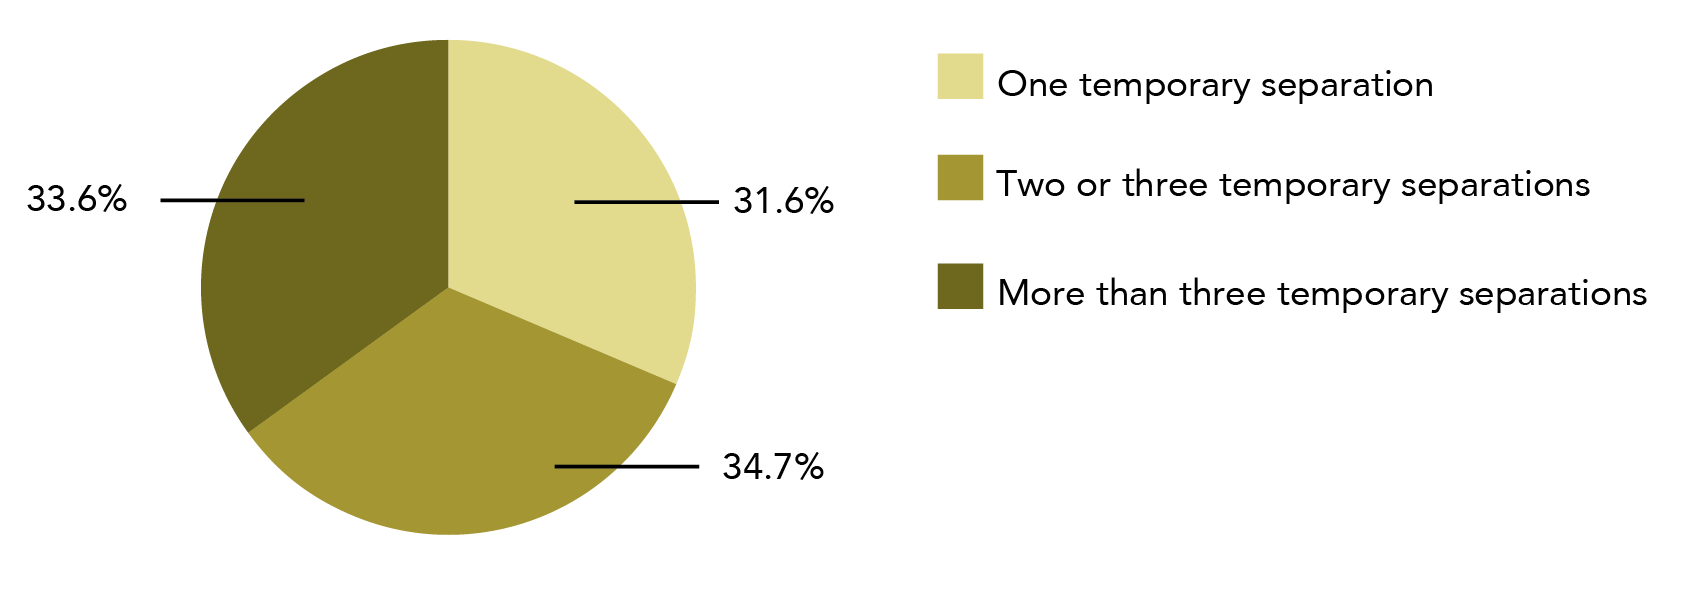 33.6%
31.6%
34.7%
One temporary separation
Two or three temporary separations
More than three temporary separations